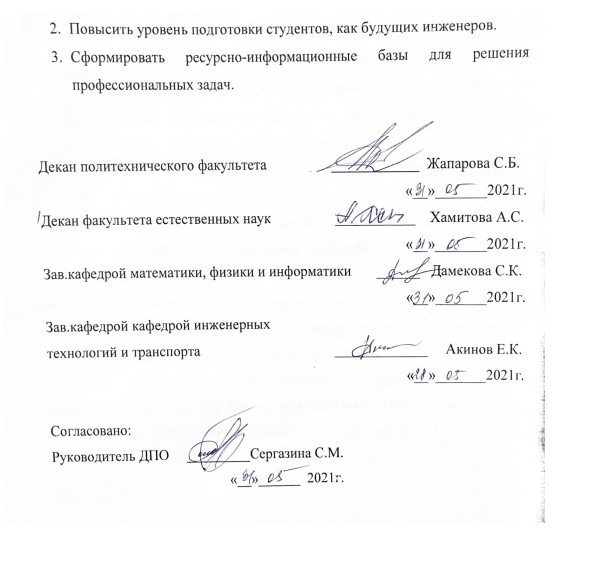 2. Повысить уровень подготовки студентов, как будущих инженеров.
3. Сформировать ресурсно-информационные базы для решения
профессиональных задач.
Декан политехнического факультета Жапарова С.Б.
«31» 05 2021г.
Декан факультета естественных наук Хамитова А.С.
«31» 05 2021г.
Зав.кафедрой математики, физики и информатики Дамекова С.К.
«31» 05 2021г.
Зав.кафедрой кафедрой инженерных
технологий и транспорта Акинов Е.К.
« » 05 2021г.
Согласовано:
Руководитель ДПО Сергазина С.М.
«31» 05 2021г.